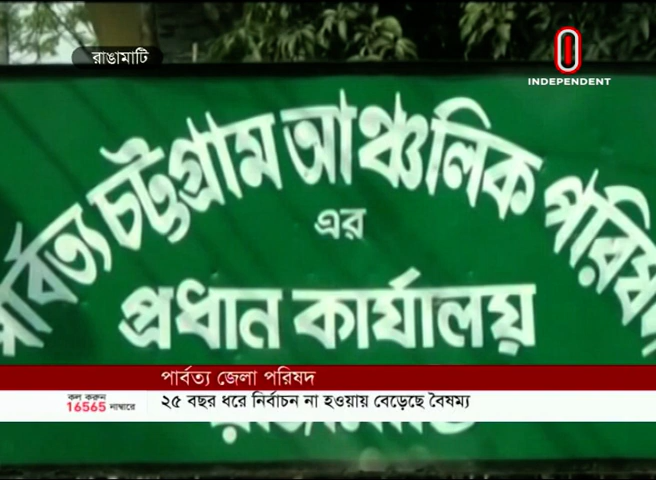 রাঙামাটি
INDEPENDENT
পার্বত্য চট্টগ্রাম আঞ্চলিক পরিষদ
এর
প্রধান কার্যালয়
পার্বত্য জেলা পরিষদ
কল করুন
16565 নাম্বারে
২৫ বছর ধরে নির্বাচন না হওয়ায় বেড়েছে বৈষম্য